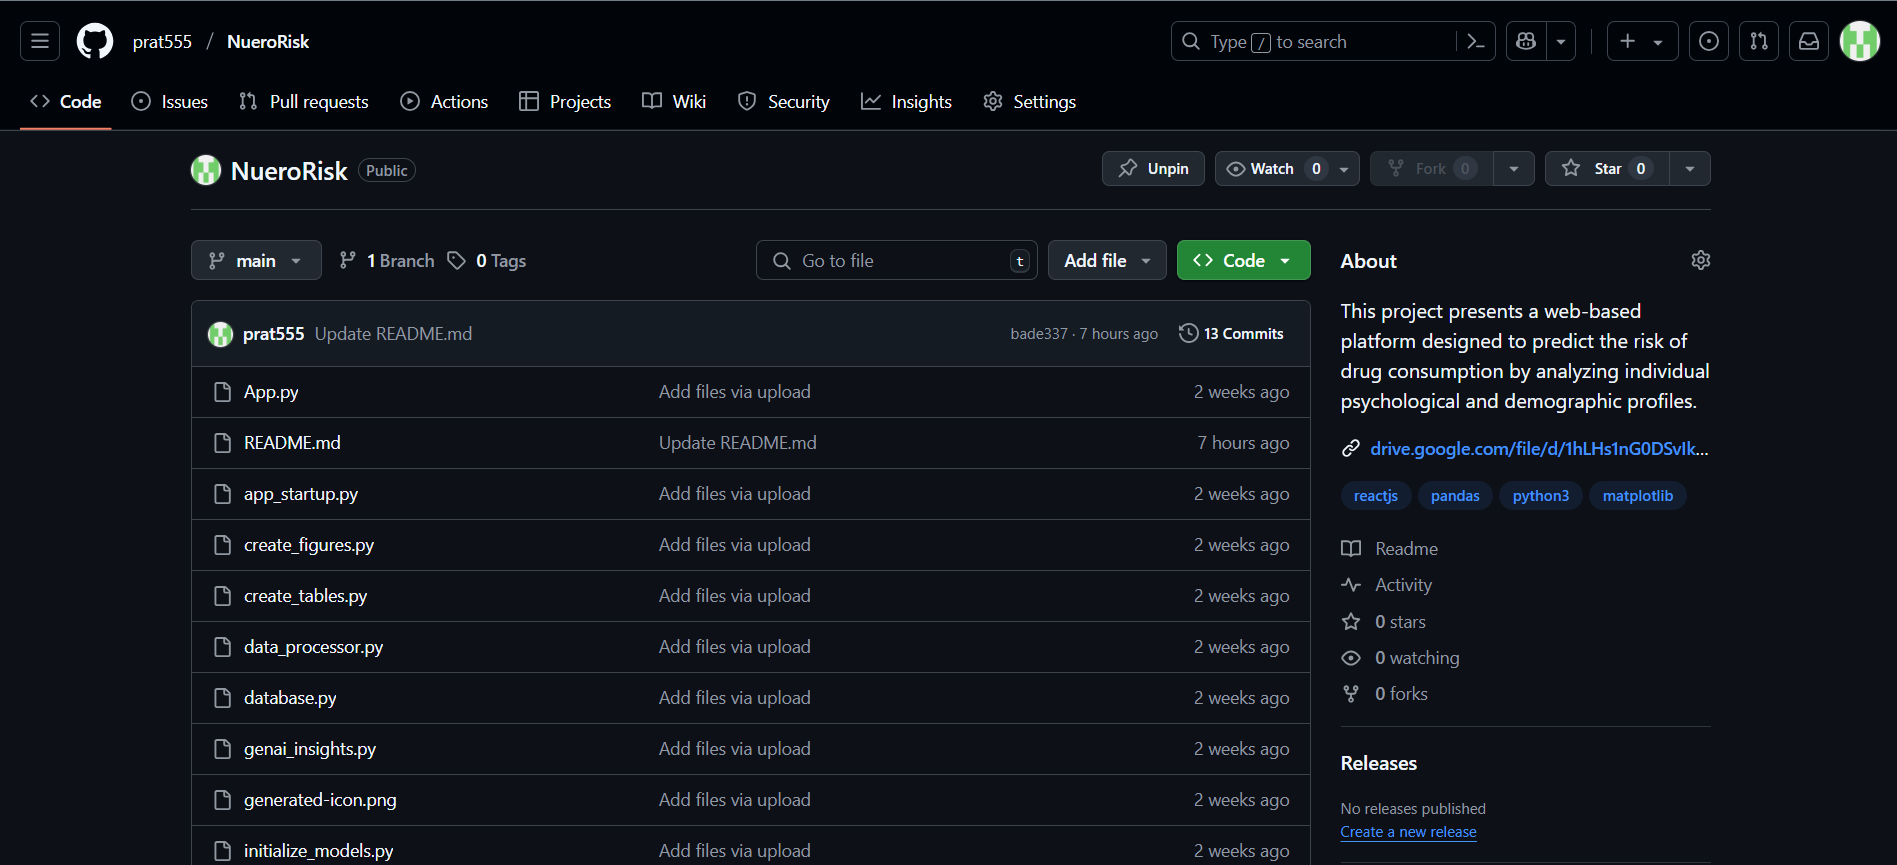 prat555 / NueroRisk
Type / to search
Code Issues Pull requests Actions Projects Wiki Security Insights Settings
NueroRisk Public
Unpin Watch 0 Fork 0 Star 0
main 1 Branch 0 Tags
Go to file t Add file Code
prat555 Update README.md bade337 · 7 hours ago 13 Commits
App.py Add files via upload 2 weeks ago
README.md Update README.md 7 hours ago
app_startup.py Add files via upload 2 weeks ago
create_figures.py Add files via upload 2 weeks ago
create_tables.py Add files via upload 2 weeks ago
data_processor.py Add files via upload 2 weeks ago
database.py Add files via upload 2 weeks ago
genai_insights.py Add files via upload 2 weeks ago
generated-icon.png Add files via upload 2 weeks ago
initialize_models.py Add files via upload 2 weeks ago
About
This project presents a web-based
platform designed to predict the risk of
drug consumption by analyzing individual
psychological and demographic profiles.
drive.google.com/file/d/1hLHs1nG0DSvIk...
reactjs pandas python3 matplotlib
Readme
Activity
0 stars
0 watching
0 forks
Releases
No releases published
Create a new release